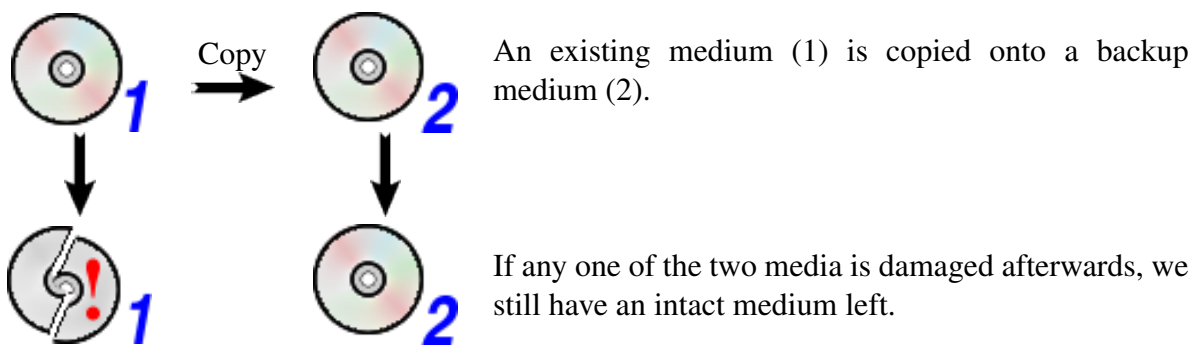 Copy
1
2
An existing medium (1) is copied onto a backup
medium (2).
!
1
2
If any one of the two media is damaged afterwards, we
still have an intact medium left.